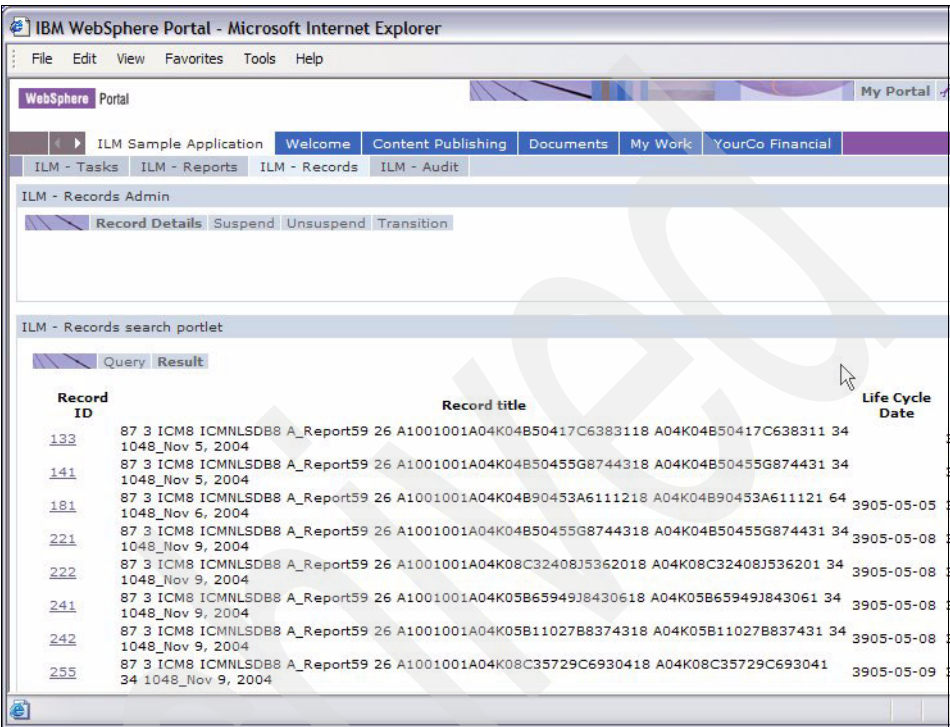 IBM WebSphere Portal - Microsoft Internet Explorer
File Edit View Favorites Tools Help
WebSphere Portal
My Portal
ILM Sample Application Welcome Content Publishing Documents My Work YourCo Financial
ILM - Tasks ILM - Reports ILM - Records ILM - Audit
ILM - Records Admin
Record Details Suspend Unsuspend Transition
ILM - Records search portlet
Query Result
Record ID Record title Life Cycle Date
133 87 3 ICM8 ICMNLSDB8 A_Report59 26 A1001001A04K04B50417C6383118 A04K04B50417C638311 34
1048_Nov 5, 2004
141 87 3 ICM8 ICMNLSDB8 A_Report59 26 A1001001A04K04B50455G8744318 A04K04B50455G874431 34
1048_Nov 5, 2004
181 87 3 ICM8 ICMNLSDB8 A_Report59 26 A1001001A04K04B90453A6111218 A04K04B90453A611121 64
1048_Nov 6, 2004 3905-05-05
221 87 3 ICM8 ICMNLSDB8 A_Report59 26 A1001001A04K04B50455G8744318 A04K04B50455G874431 34
1048_Nov 9, 2004 3905-05-08
222 87 3 ICM8 ICMNLSDB8 A_Report59 26 A1001001A04K08C32408J5362018 A04K08C32408J536201 34
1048_Nov 9, 2004 3905-05-08
241 87 3 ICM8 ICMNLSDB8 A_Report59 26 A1001001A04K05B65949J8430618 A04K05B65949J843061 34
1048_Nov 9, 2004 3905-05-08
242 87 3 ICM8 ICMNLSDB8 A_Report59 26 A1001001A04K05B11027B8374318 A04K05B11027B837431 34
1048_Nov 9, 2004 3905-05-08
255 87 3 ICM8 ICMNLSDB8 A_Report59 26 A1001001A04K08C35729C6930418 A04K08C35729C693041
34 1048_Nov 9, 2004 3905-05-09